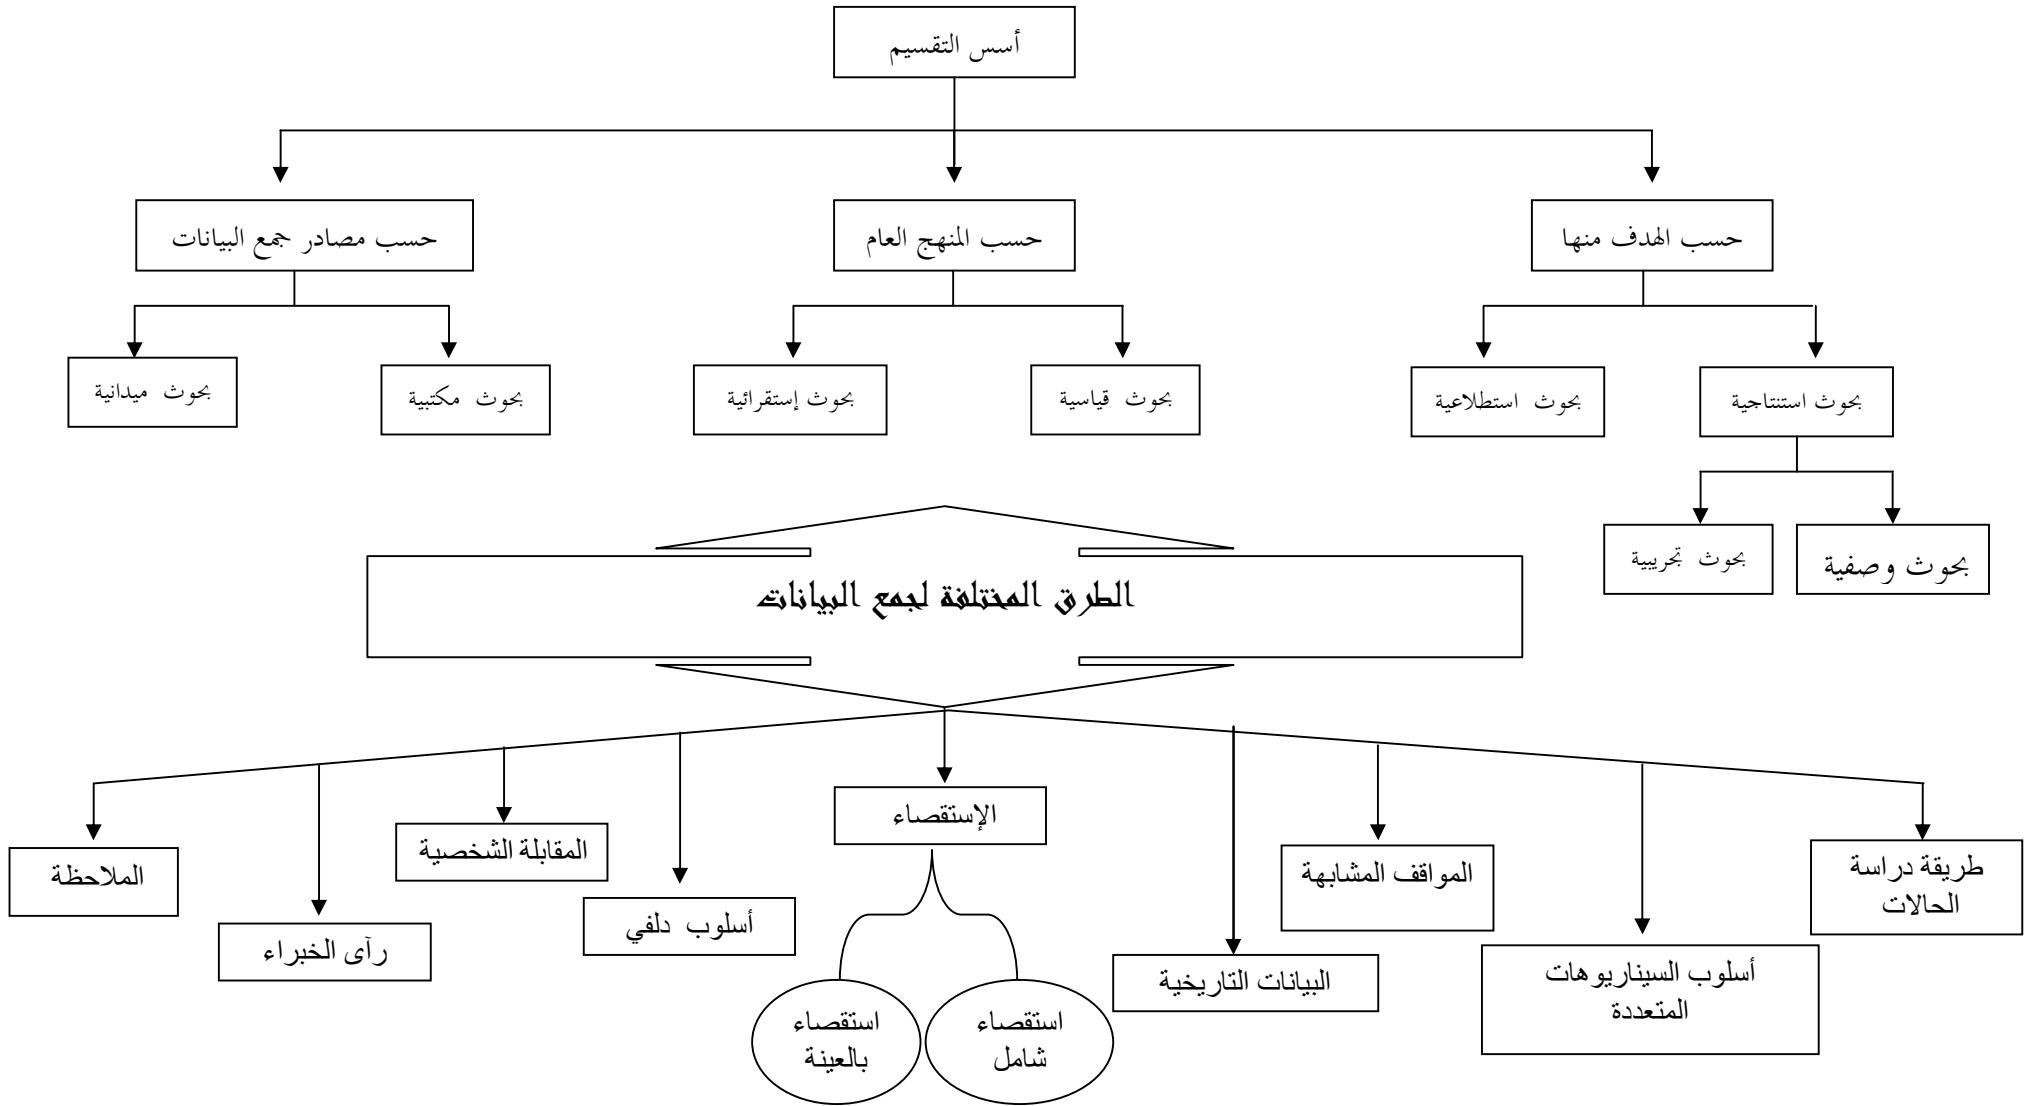 أسس التقسيم
حسب الهدف منها
حسب المنهج العام
حسب مصادر جمع البيانات
بحوث استنتاجية
بحوث استطلاعية
بحوث قياسية
بحوث إستقرائية
بحوث مكتبية
بحوث ميدانية
بحوث وصفية
بحوث تجريبية
الطرق المختلفة لجمع البيانات
طريقة دراسة
الحالات
أسلوب السيناريوهات
المتعددة
المواقف المشابهة
البيانات التاريخية
الإستقصاء
استقصاء
شامل
استقصاء
بالعينة
أسلوب دلفي
المقابلة الشخصية
رآى الخبراء
الملاحظة